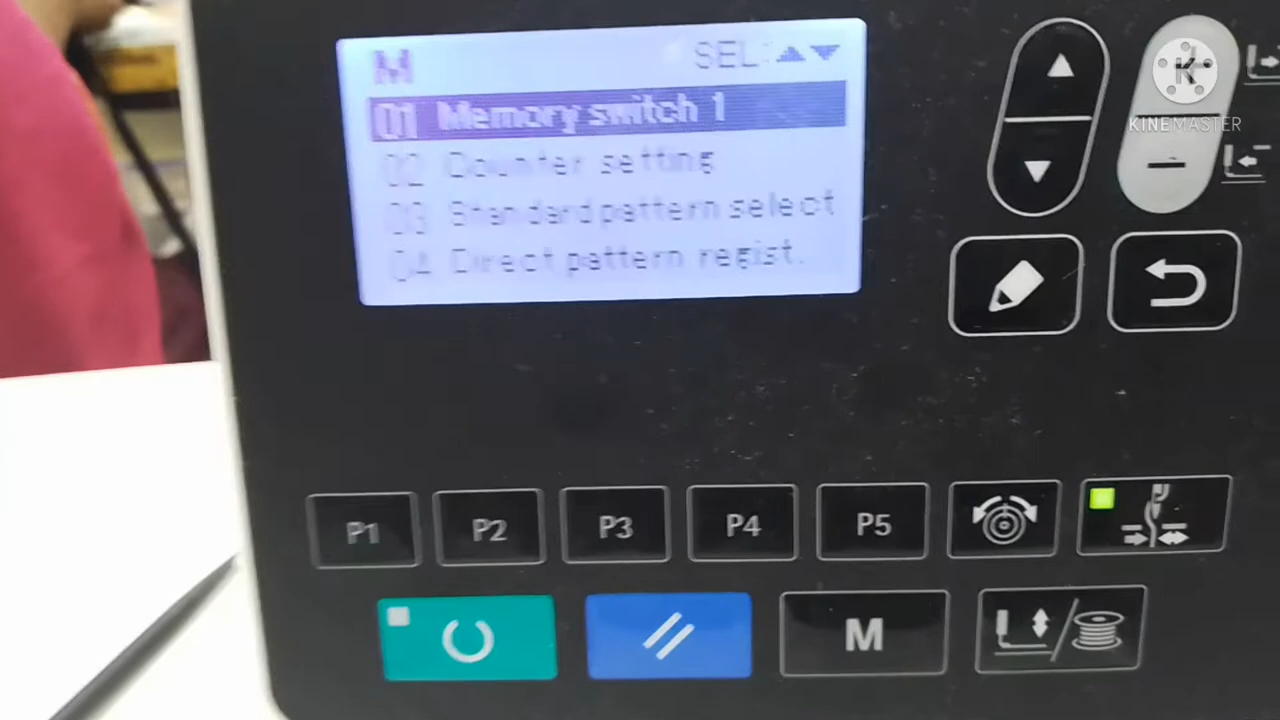 M SEL:▲▼
01 Memory switch 1
02 Counter setting
03 Standard pattern select
04 Direct pattern regist.
K
KINEMASTER
P1 P2 P3 P4 P5
M